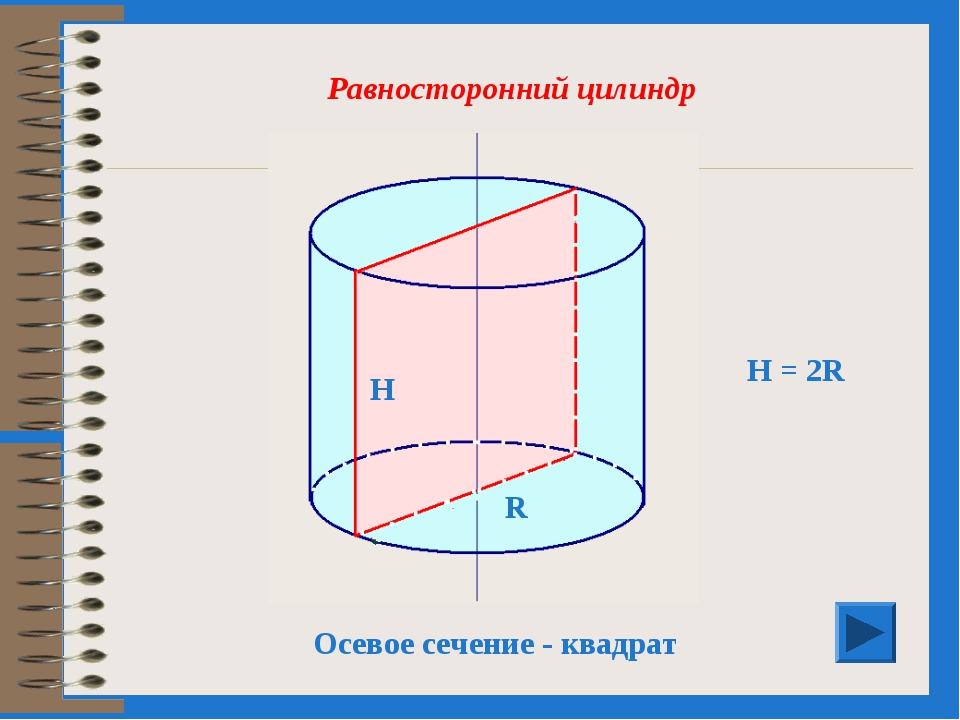 Равносторонний цилиндр
H
H = 2R
R
Осевое сечение - квадрат